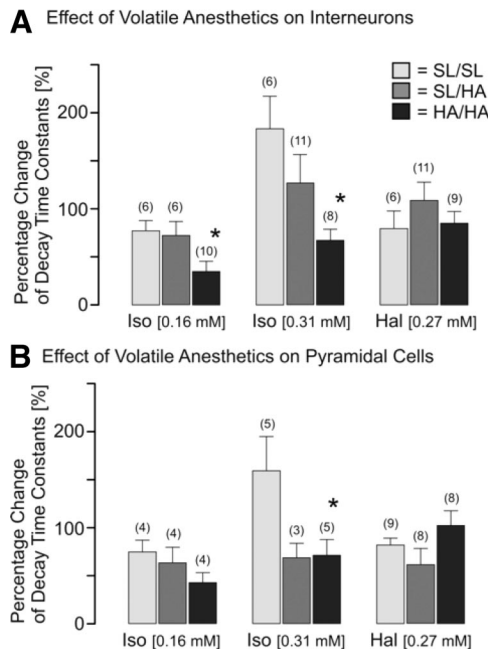 A Effect of Volatile Anesthetics on Interneurons
Percentage Change
of Decay Time Constants [%]
200
100
0
= SL/SL
= SL/HA
= HA/HA
(6)
(6)
(10)
*
(6)
(11)
(8)
*
(6)
(11)
(9)
Iso [0.16 mM]
Iso [0.31 mM]
Hal [0.27 mM]
B Effect of Volatile Anesthetics on Pyramidal Cells
Percentage Change
of Decay Time Constants [%]
200
100
0
(4)
(4)
(4)
(5)
(3)
(5)
*
(9)
(8)
(8)
Iso [0.16 mM]
Iso [0.31 mM]
Hal [0.27 mM]